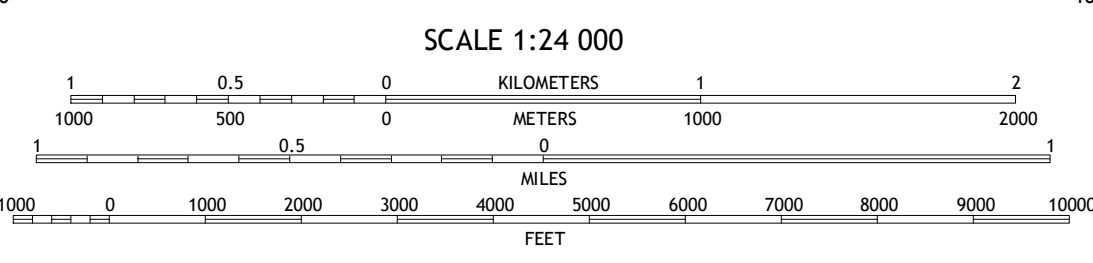 SCALE 1:24 000
1 0.5 0 KILOMETERS 1 2
1000 500 0 METERS 1000 2000
1 0.5 0 1
MILES
1000 0 1000 2000 3000 4000 5000 6000 7000 8000 9000 10000
FEET